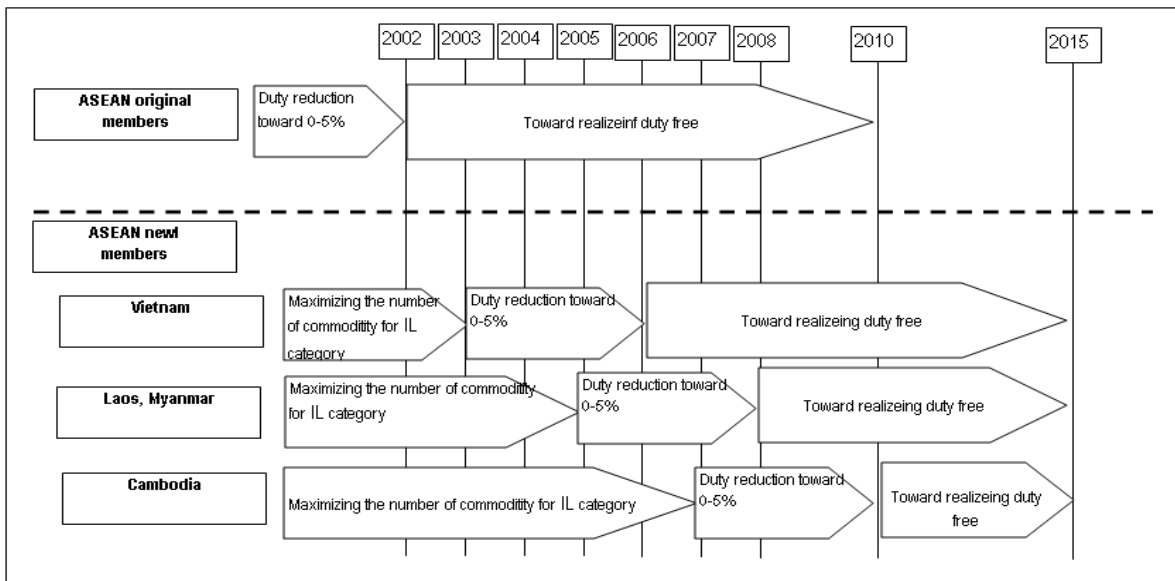 2002 2003 2004 2005 2006 2007 2008 2010 2015
ASEAN original
members
Duty reduction
toward 0-5%
Toward realizeinf duty free
ASEAN newl
members
Vietnam
Maximizing the number
of commoditity for IL
category
Duty reduction toward
0-5%
Toward realizeing duty free
Laos, Myanmar
Maximizing the number of commoditity
for IL category
Duty reduction toward
0-5%
Toward realizeing duty free
Cambodia
Maximizing the number of commoditity for IL category
Duty reduction toward
0-5%
Toward realizeing duty
free